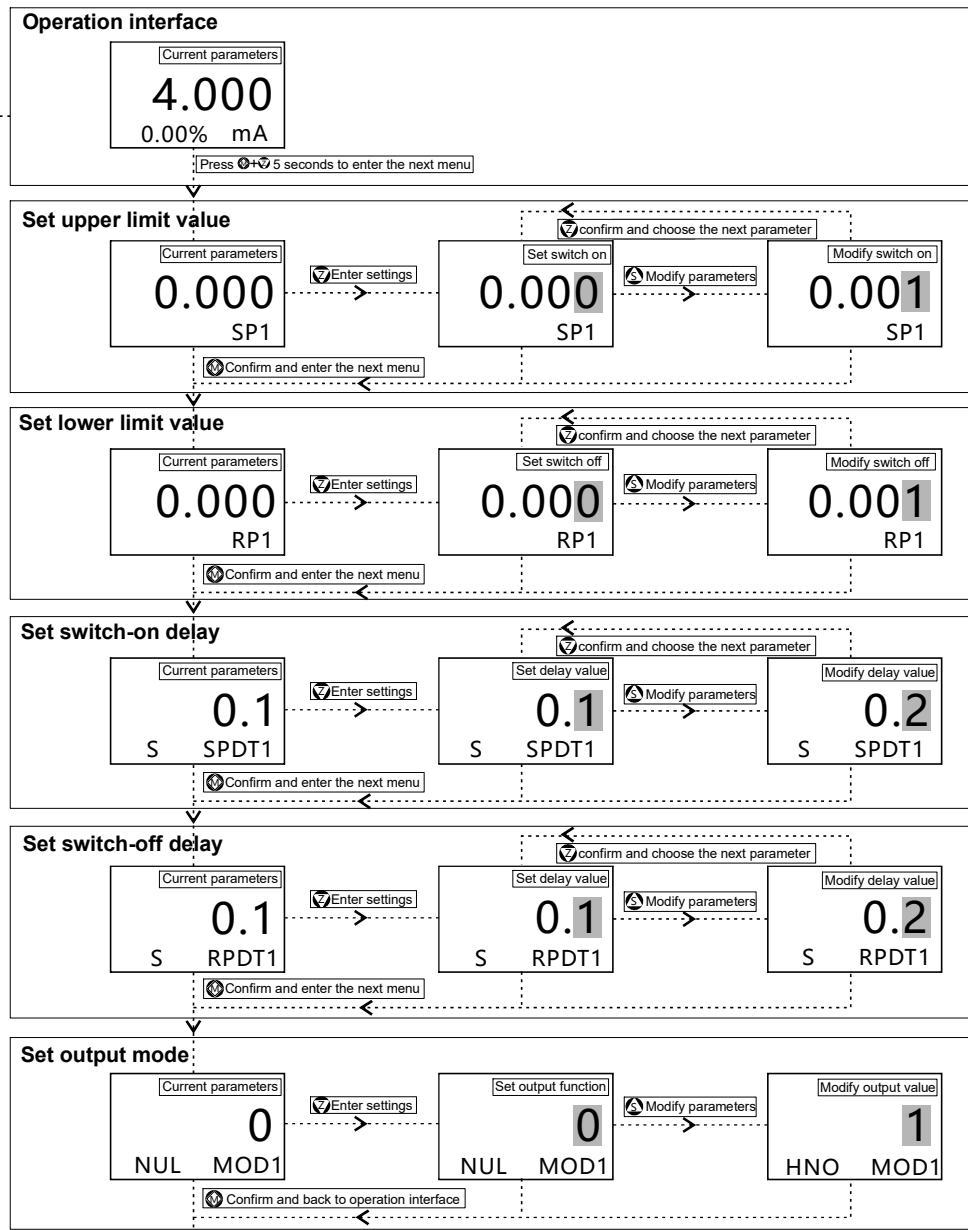 Operation interface
Current parameters
4.000
0.00% mA
Press M+Z 5 seconds to enter the next menu
Set upper limit value
Z confirm and choose the next parameter
Current parameters
0.000
SP1
Z Enter settings
Set switch on
0.000
SP1
S Modify parameters
Modify switch on
0.001
SP1
M Confirm and enter the next menu
Set lower limit value
Z confirm and choose the next parameter
Current parameters
0.000
RP1
Z Enter settings
Set switch off
0.000
RP1
S Modify parameters
Modify switch off
0.001
RP1
M Confirm and enter the next menu
Set switch-on delay
Z confirm and choose the next parameter
Current parameters
0.1
S SPDT1
Z Enter settings
Set delay value
0.1
S SPDT1
S Modify parameters
Modify delay value
0.2
S SPDT1
M Confirm and enter the next menu
Set switch-off delay
Z confirm and choose the next parameter
Current parameters
0.1
S RPDT1
Z Enter settings
Set delay value
0.1
S RPDT1
S Modify parameters
Modify delay value
0.2
S RPDT1
M Confirm and enter the next menu
Set output mode
Current parameters
0
NUL MOD1
Z Enter settings
Set output function
0
NUL MOD1
S Modify parameters
Modify output value
1
HNO MOD1
M Confirm and back to operation interface